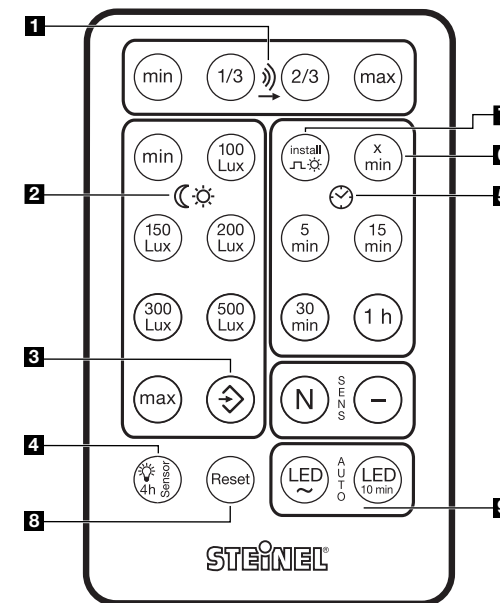 1
min 1/3 2/3 max
min 100 Lux
install
x min
2
150 Lux 200 Lux
5 min 15 min
300 Lux 500 Lux
30 min 1 h
3
max
N SENS −
4
4h Sensor
Reset
LED ~ AUTO LED 10 min
8
STEINEL®